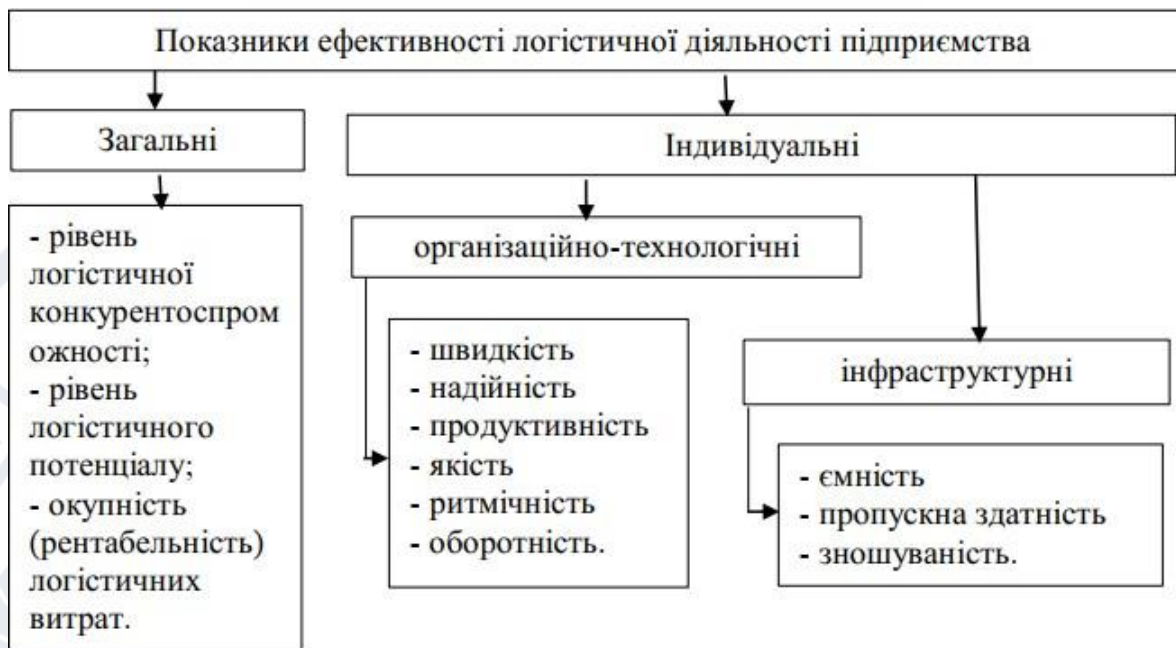 Показники ефективності логістичної діяльності підприємства
Загальні
Індивідуальні
- рівень
логістичної
конкурентоспром
ожності;
- рівень
логістичного
потенціалу;
- окупність
(рентабельність)
логістичних
витрат.
організаційно-технологічні
- швидкість
- надійність
- продуктивність
- якість
- ритмічність
- оборотність.
інфраструктурні
- ємність
- пропускна здатність
- зношуваність.